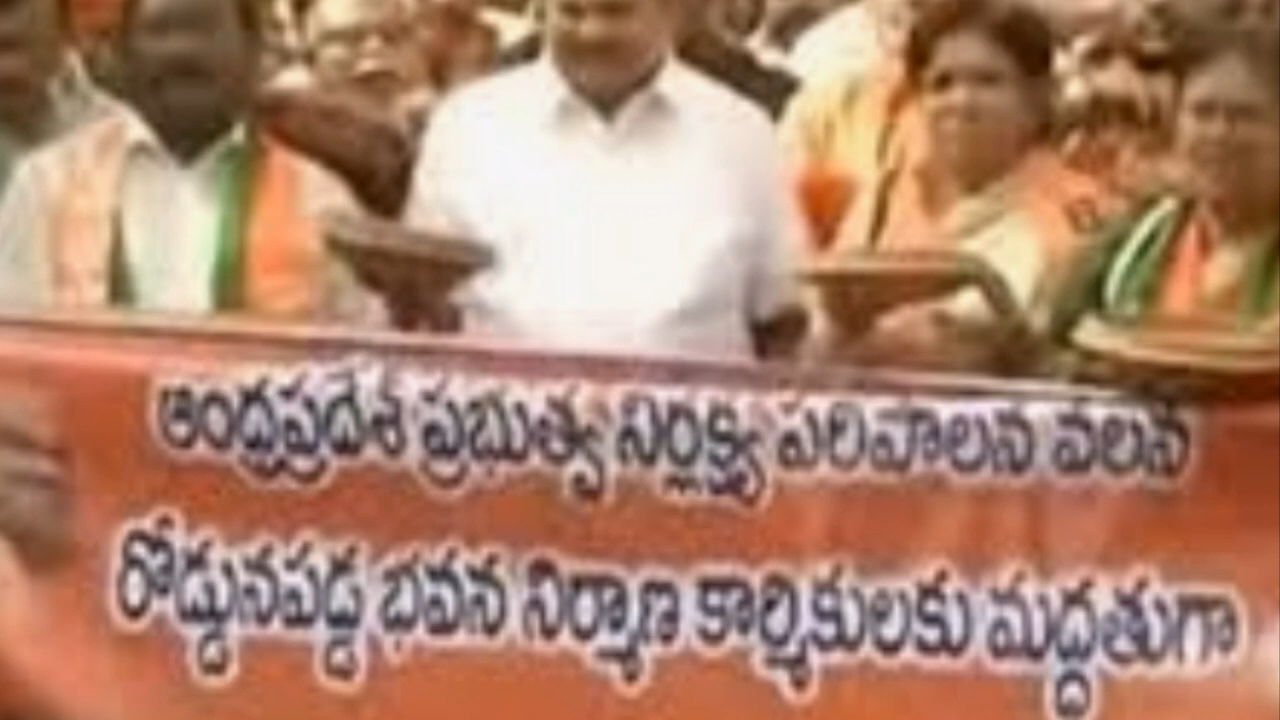 ఆంధ్రప్రదేశ్ ప్రభుత్వ నిర్లక్ష్య పరిపాలన వలన
రోడ్డునపడ్డ భవన నిర్మాణ కార్మికులకు మద్దతుగా